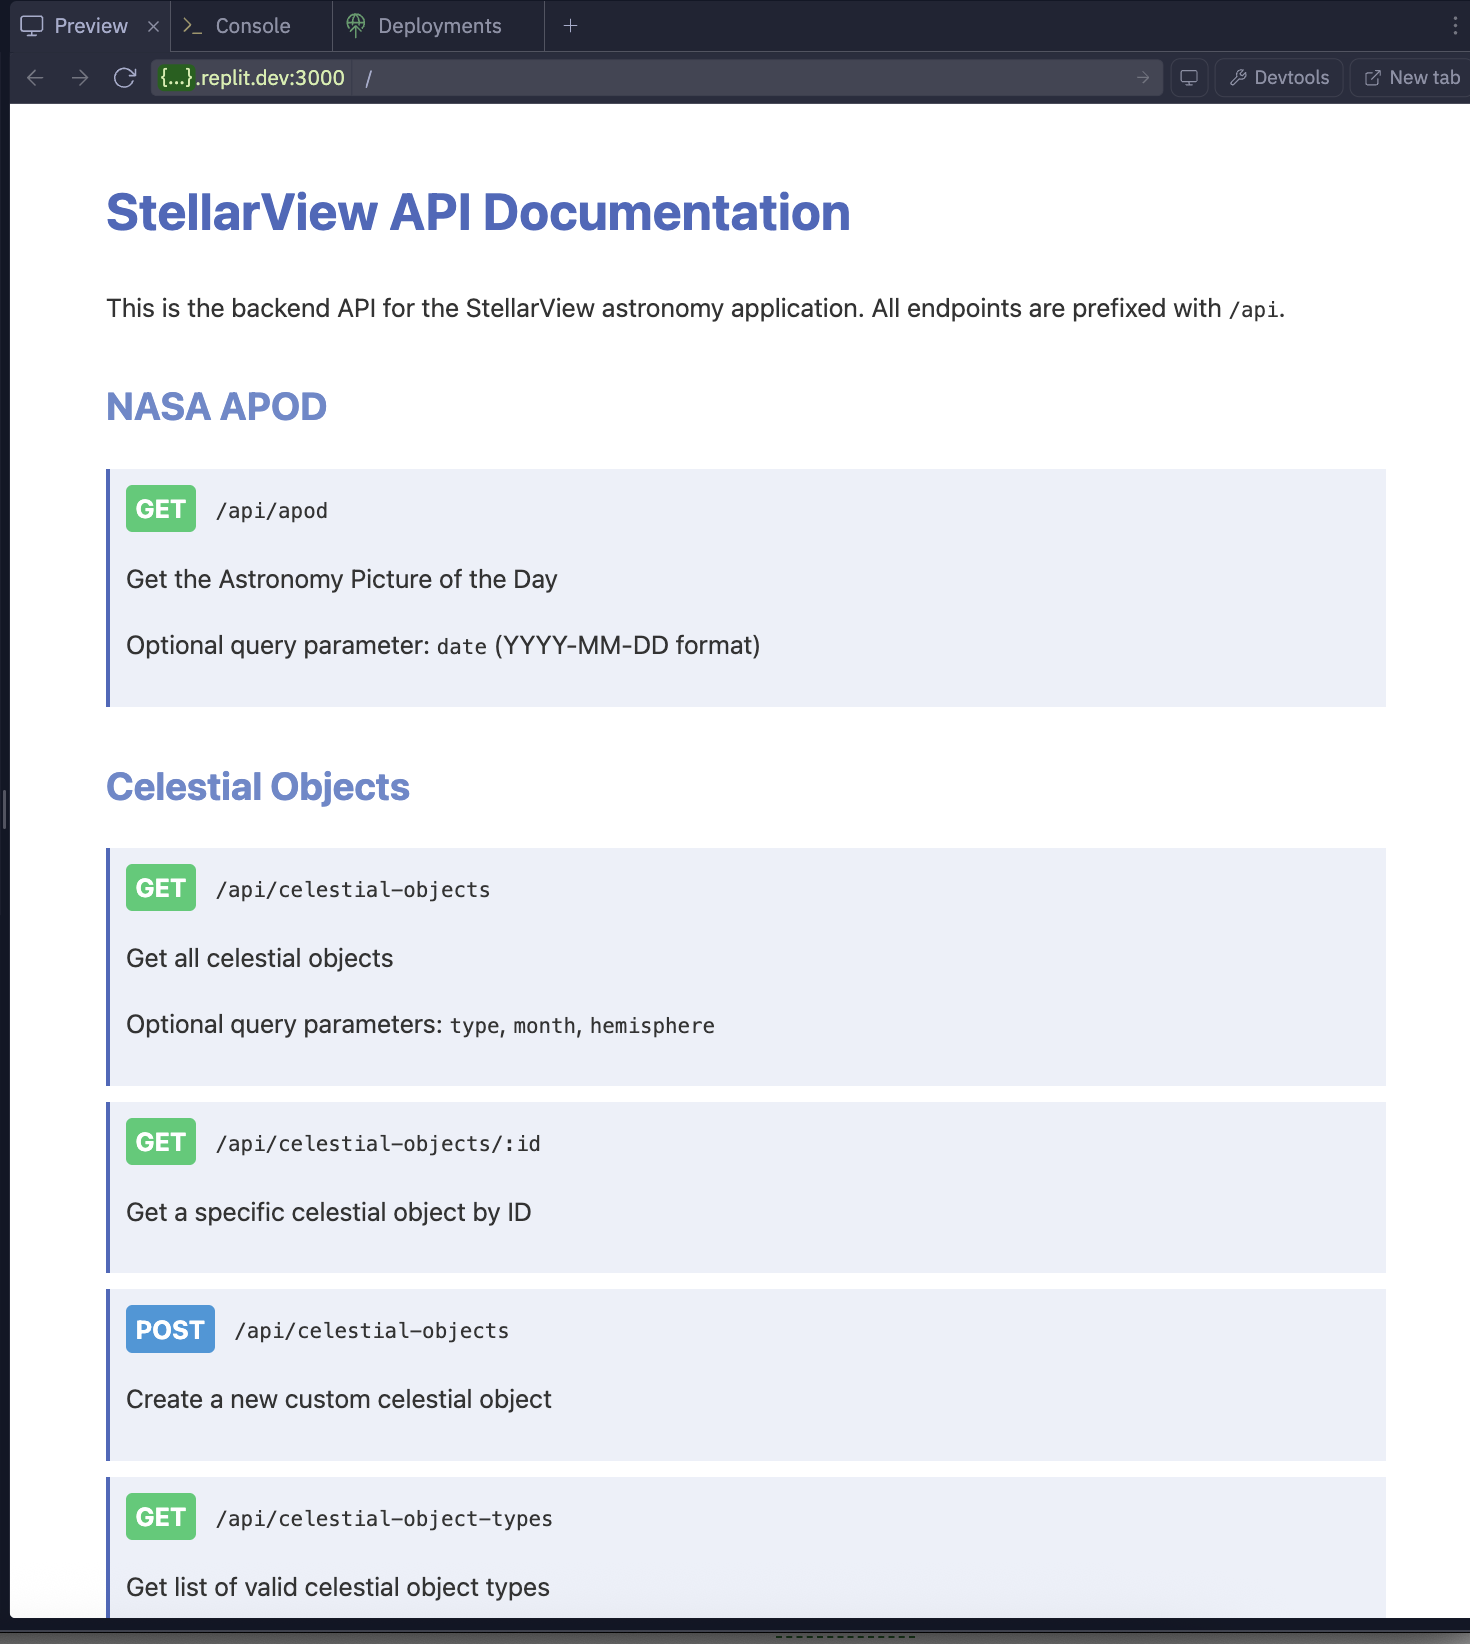 Preview
Console
Deployments
{...}.replit.dev:3000 /
Devtools
New tab
StellarView API Documentation
This is the backend API for the StellarView astronomy application. All endpoints are prefixed with /api.
NASA APOD
GET /api/apod
Get the Astronomy Picture of the Day
Optional query parameter: date (YYYY-MM-DD format)
Celestial Objects
GET /api/celestial-objects
Get all celestial objects
Optional query parameters: type, month, hemisphere
GET /api/celestial-objects/:id
Get a specific celestial object by ID
POST /api/celestial-objects
Create a new custom celestial object
GET /api/celestial-object-types
Get list of valid celestial object types